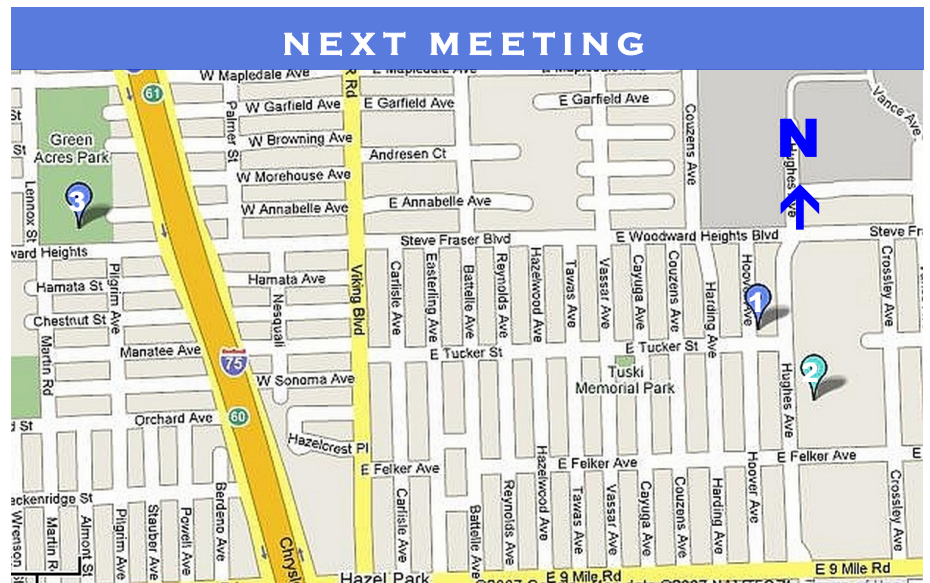 NEXT MEETING
W Mapledale Ave
61
W Garfield Ave
E Garfield Ave
E Garfield Ave
Vance Ave
Palmer St
Couzens Ave
St
Green
Acres Park
W Browning Ave
N
St
Andresen Ct
Hughes Ave
W Morehouse Ave
3
Lennox St
W Annabelle Ave
E Annabelle Ave
Steve Fraser Blvd
E Woodward Heights Blvd
Steve Fr
ward Heights
Viking Blvd
Carlisle Ave
Easterling Ave
Battelle Ave
Reynolds Ave
Hazelwood Ave
Tawas Ave
Vassar Ave
Cayuga Ave
Couzens Ave
Harding Ave
Hoover Ave
Crossley Ave
Pilgrim Ave
Hamata Ave
Hamata St
Nesquali
1
Chestnut St
Manatee Ave
75
E Tucker St
E Tucker St
Martin Rd
W Sonoma Ave
Tuski
Memorial Park
2
Hughes Ave
Orchard Ave
60
d St
Hazelcrest Pl
E Felker Ave
E Felker Ave
E Felker Ave
E
eckenridge St
Wrenson
Martin R
Almont St
Pilgrim Ave
Stauber Ave
Powell Ave
Berdeno Ave
Chrysl
Carlisle Ave
Battelle Ave
Reynolds Ave
Hazelwood Ave
Tawas Ave
Vassar Ave
Cayuga Ave
Couzens Ave
Harding Ave
Hoover Ave
Crossley Ave
Hazel Park
E 9 Mile Rd
E 9 Mile Rd